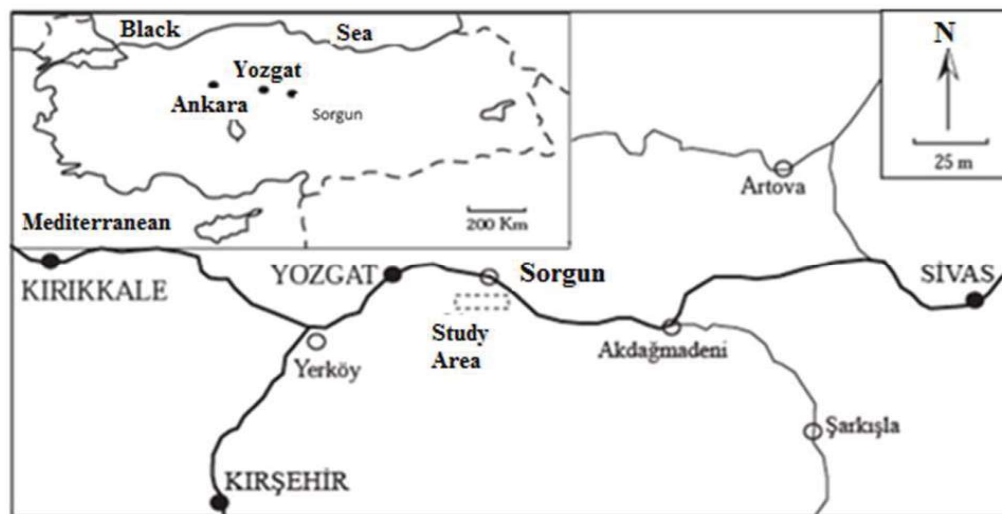 Black Sea
Yozgat
Ankara
Sorgun
Mediterranean
200 Km
N
25 m
Artova
KIRIKKALE
YOZGAT
Sorgun
SİVAS
Study
Area
Yerköy
Akdağmadeni
Şarkışla
KIRŞEHİR